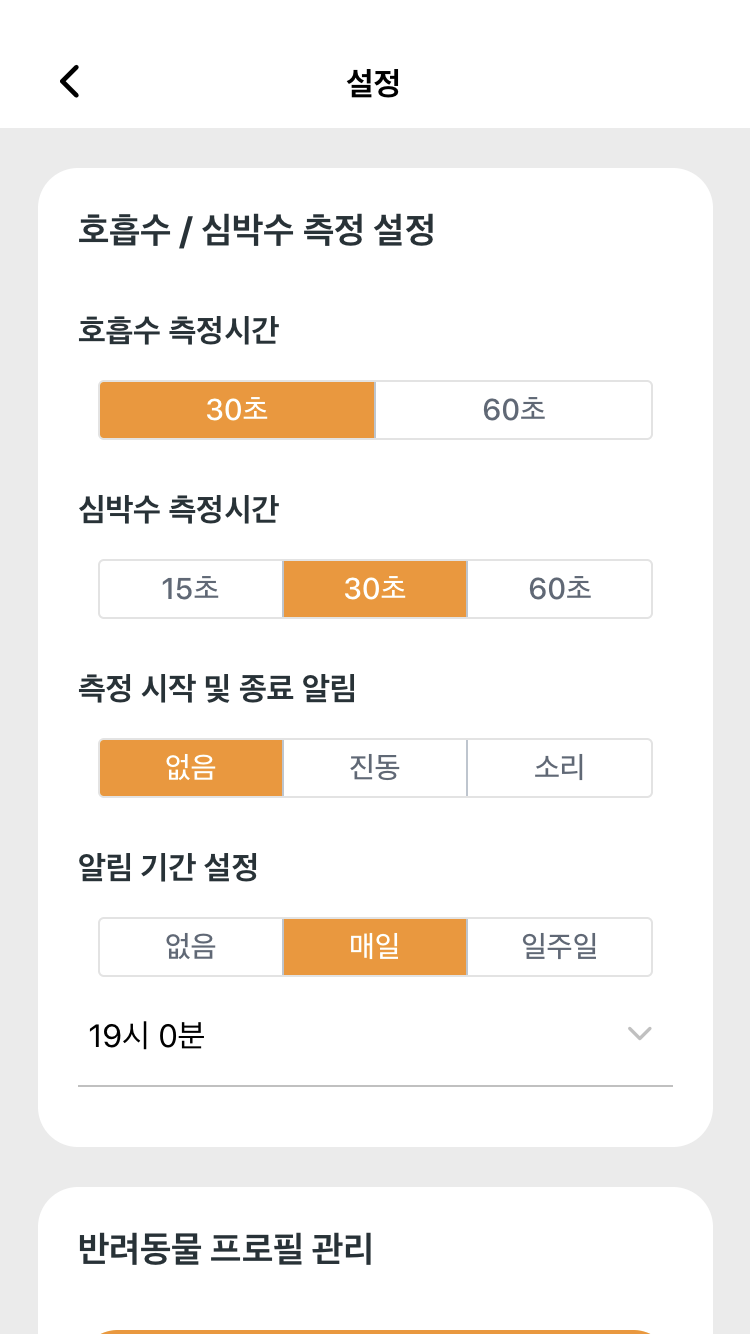 설정
호흡수 / 심박수 측정 설정
호흡수 측정시간
30초 60초
심박수 측정시간
15초 30초 60초
측정 시작 및 종료 알림
없음 진동 소리
알림 기간 설정
없음 매일 일주일
19시 0분
반려동물 프로필 관리